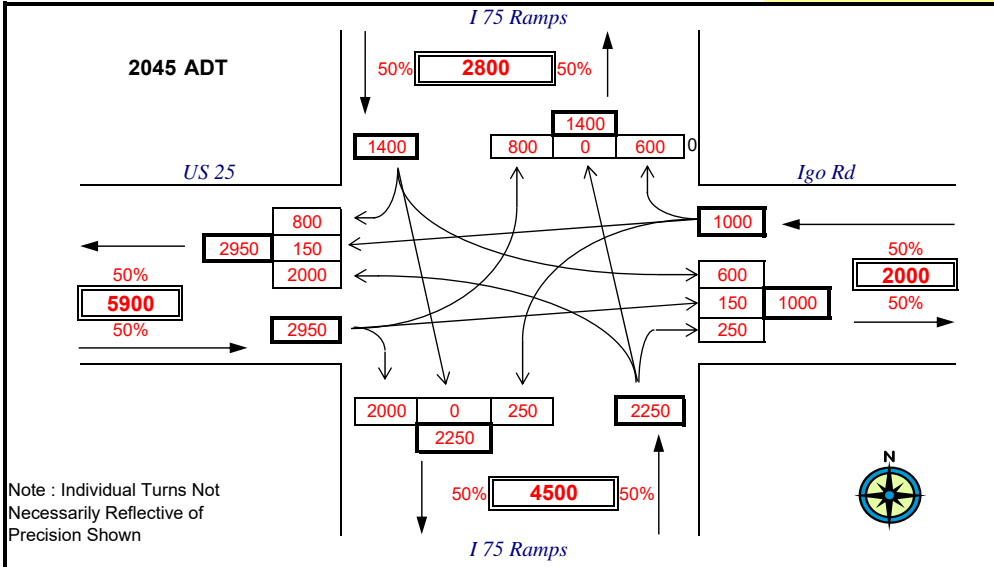 I 75 Ramps
2045 ADT
50% 2800 50%
1400
1400
800 0 600 0
US 25
Igo Rd
800
2950 150
2000
1000
50%
5900
50%
50%
2000
50%
600
150 1000
250
2950
2000 0 250
2250
2250
50% 4500 50%
N
Note : Individual Turns Not
Necessarily Reflective of
Precision Shown
I 75 Ramps